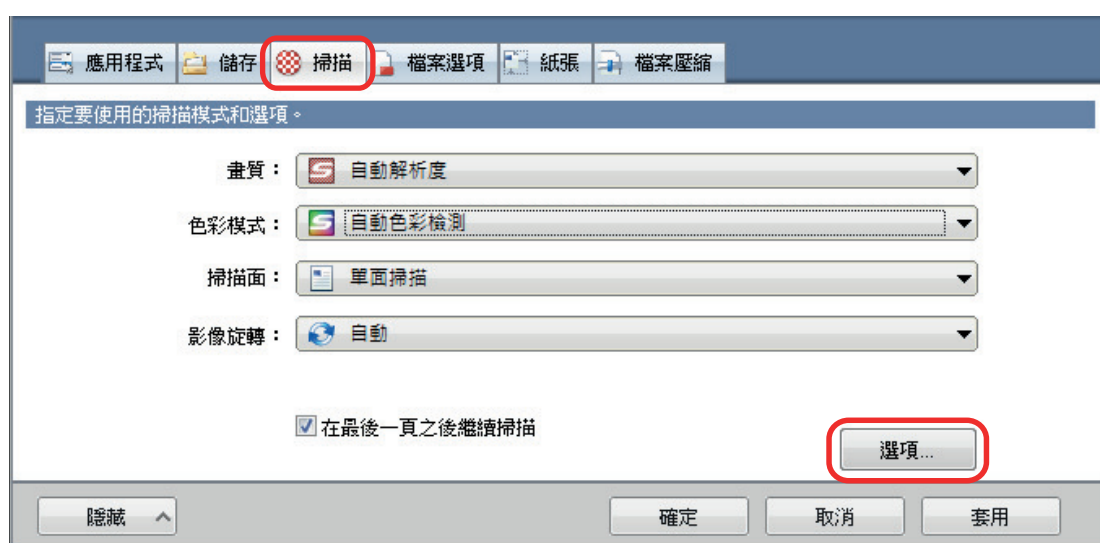 應用程式 儲存 掃描 檔案選項 紙張 檔案壓縮
指定要使用的掃描模式和選項。
畫質： 自動解析度
色彩模式： 自動色彩檢測
掃描面： 單面掃描
影像旋轉： 自動
在最後一頁之後繼續掃描
選項...
隱藏 確定 取消 套用